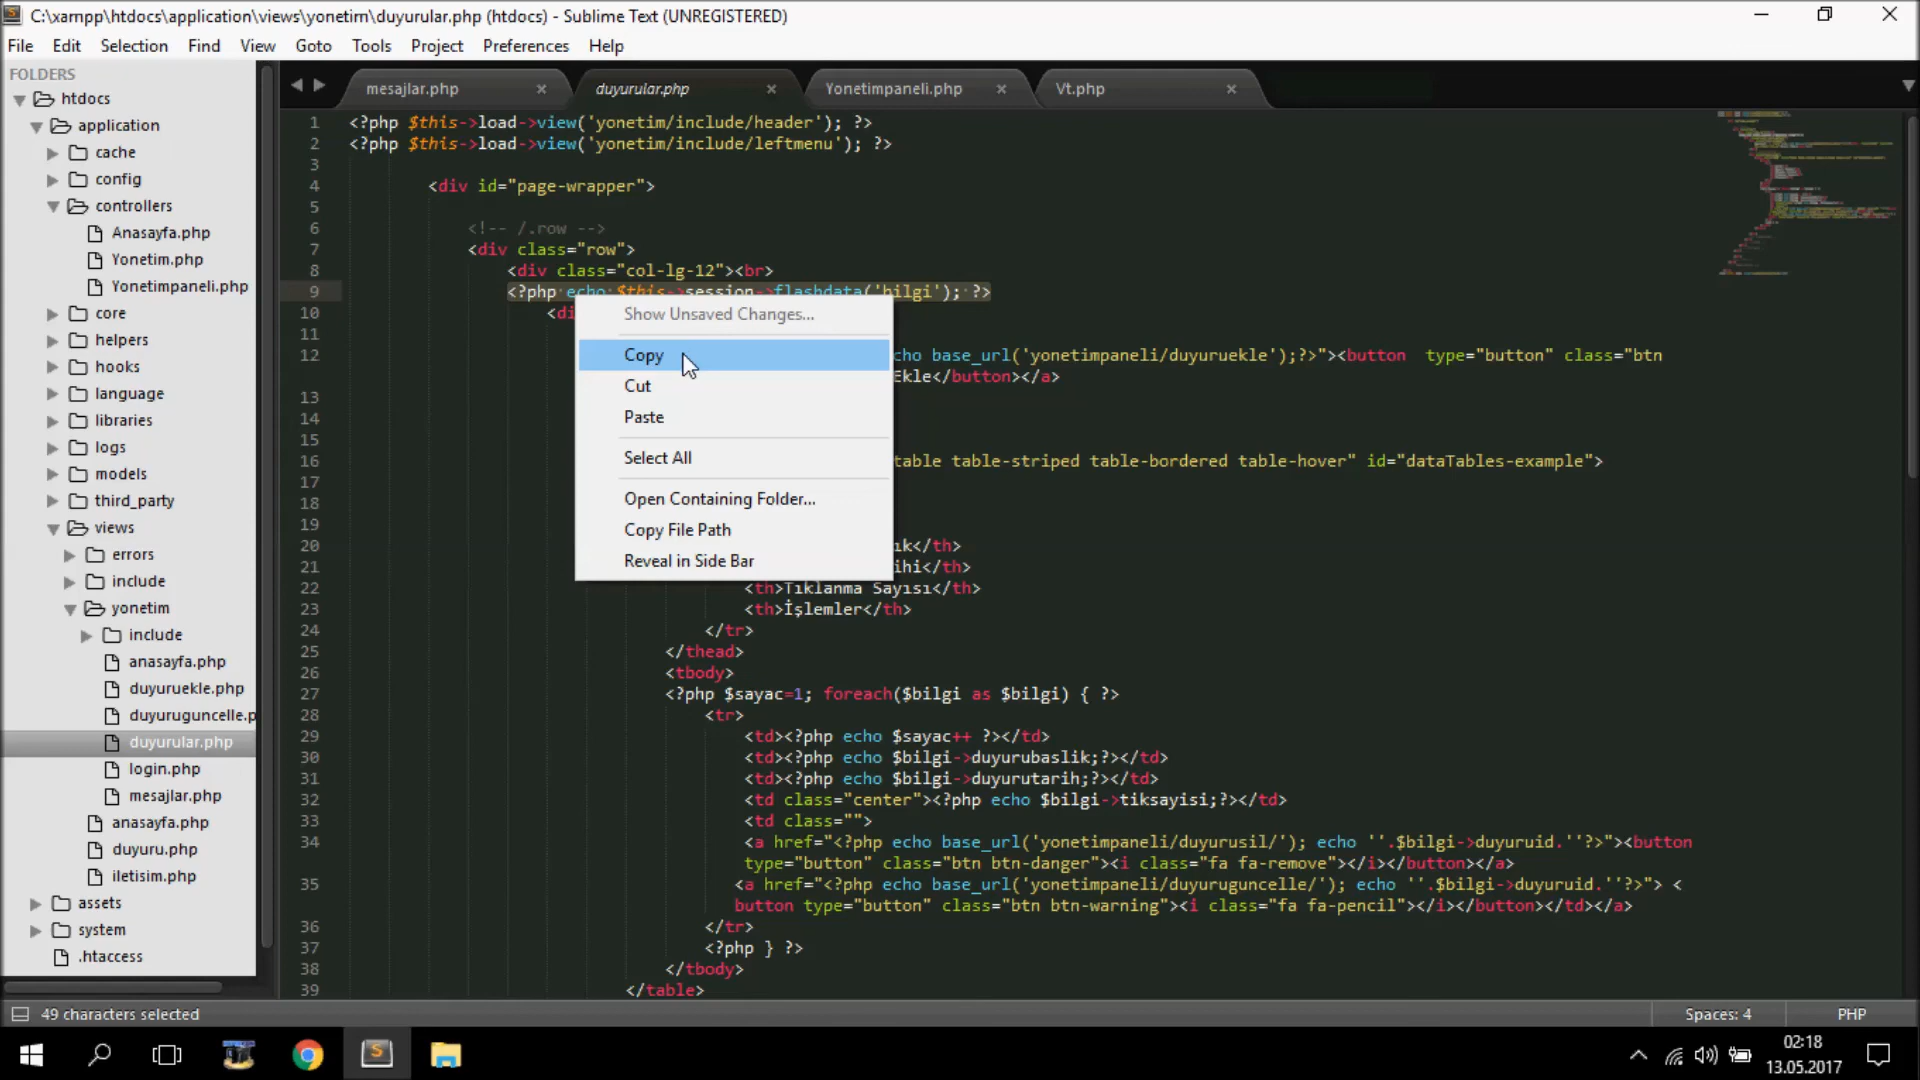 C:\xampp\htdocs\application\views\yonetim\duyurular.php (htdocs) - Sublime Text (UNREGISTERED)
File Edit Selection Find View Goto Tools Project Preferences Help
FOLDERS
htdocs
application
cache
config
controllers
Anasayfa.php
Yonetim.php
Yonetimpaneli.php
core
helpers
hooks
language
libraries
logs
models
third_party
views
errors
include
yonetim
include
anasayfa.php
duyuruekle.php
duyuruguncelle.p
duyurular.php
login.php
mesajlar.php
anasayfa.php
duyuru.php
iletisim.php
assets
system
.htaccess
mesajlar.php duyurular.php Yonetimpaneli.php Vt.php
1 <?php $this->load->view('yonetim/include/header'); ?>
2 <?php $this->load->view('yonetim/include/leftmenu'); ?>
3
4 <div id="page-wrapper">
5
6 <!-- /.row -->
7 <div class="row">
8 <div class="col-lg-12"><br>
9 <?php echo $this->session->flashdata('bilgi'); ?>
10 <di
11
12 cho base_url('yonetimpaneli/duyuruekle');?>"><button type="button" class="btn
Ekle</button></a>
13
14
15
16 table table-striped table-bordered table-hover" id="dataTables-example">
17
18
19
20 ık</th>
21 ihi</th>
22 <th>Tıklanma Sayısı</th>
23 <th>İşlemler</th>
24 </tr>
25 </thead>
26 <tbody>
27 <?php $sayac=1; foreach($bilgi as $bilgi) { ?>
28 <tr>
29 <td><?php echo $sayac++ ?></td>
30 <td><?php echo $bilgi->duyurubaslik;?></td>
31 <td><?php echo $bilgi->duyurutarih;?></td>
32 <td class="center"><?php echo $bilgi->tiksayisi;?></td>
33 <td class="">
34 <a href="<?php echo base_url('yonetimpaneli/duyurusil/'); echo ''.$bilgi->duyuruid.''?>"><button
type="button" class="btn btn-danger"><i class="fa fa-remove"></i></button></a>
35 <a href="<?php echo base_url('yonetimpaneli/duyuruguncelle/'); echo ''.$bilgi->duyuruid.''?>"> <
button type="button" class="btn btn-warning"><i class="fa fa-pencil"></i></button></td></a>
36 </tr>
37 <?php } ?>
38 </tbody>
39 </table>
Show Unsaved Changes...
Copy
Cut
Paste
Select All
Open Containing Folder...
Copy File Path
Reveal in Side Bar
49 characters selected
Spaces: 4
PHP
02:18
13.05.2017